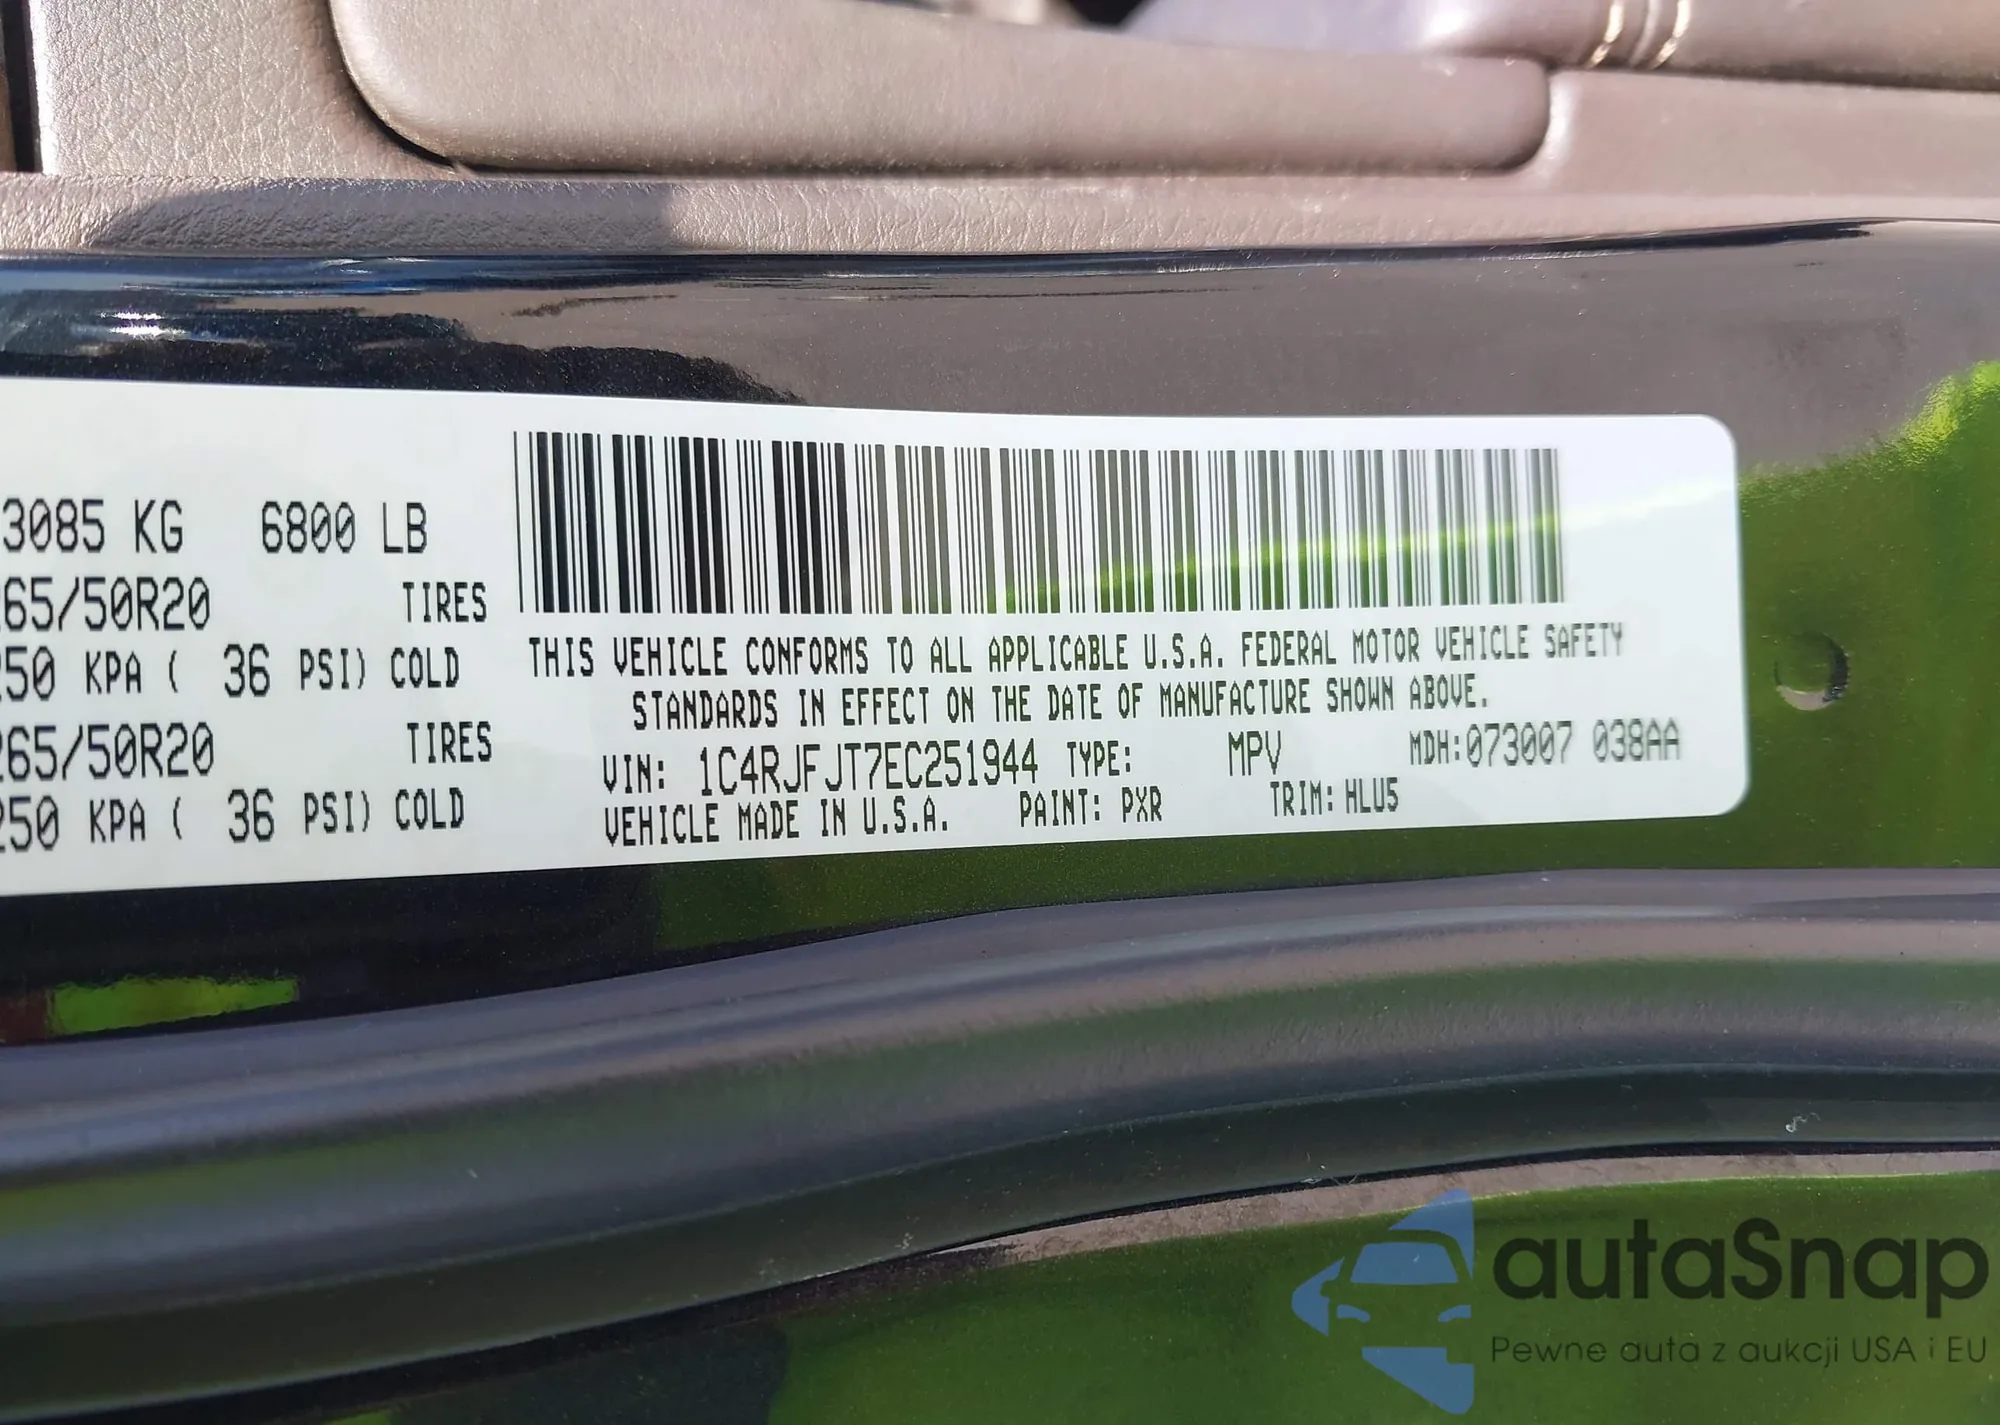 3085 KG 6800 LB
265/50R20 TIRES
250 KPA ( 36 PSI) COLD
265/50R20 TIRES
250 KPA ( 36 PSI) COLD
THIS VEHICLE CONFORMS TO ALL APPLICABLE U.S.A. FEDERAL MOTOR VEHICLE SAFETY
STANDARDS IN EFFECT ON THE DATE OF MANUFACTURE SHOWN ABOVE.
VIN: 1C4RJFJT7EC251944 TYPE: MPV MDH:073007 038AA
VEHICLE MADE IN U.S.A. PAINT: PXR TRIM: HLU5
autaSnap
Pewne auta z aukcji USA i EU